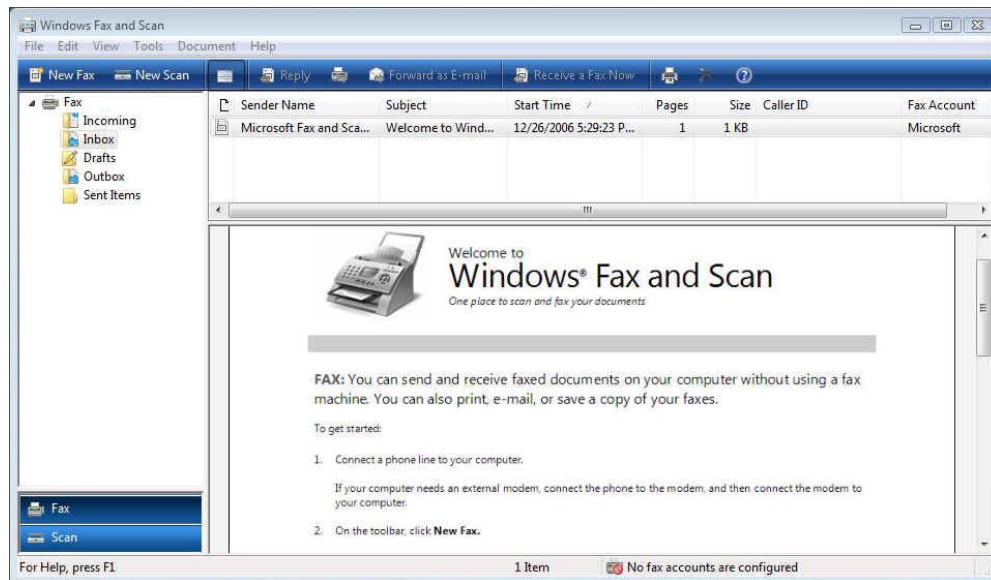 Windows Fax and Scan
File Edit View Tools Document Help
New Fax New Scan Reply Forward as E-mail Receive a Fax Now
Fax
Incoming
Inbox
Drafts
Outbox
Sent Items
Sender Name Subject Start Time Pages Size Caller ID Fax Account
Microsoft Fax and Sca... Welcome to Wind... 12/26/2006 5:29:23 P... 1 1 KB Microsoft
Welcome to
Windows® Fax and Scan
One place to scan and fax your documents
FAX: You can send and receive faxed documents on your computer without using a fax
machine. You can also print, e-mail, or save a copy of your faxes.
To get started:
1. Connect a phone line to your computer.
If your computer needs an external modem, connect the phone to the modem, and then connect the modem to
your computer.
2. On the toolbar, click New Fax.
Fax
Scan
For Help, press F1 1 Item No fax accounts are configured